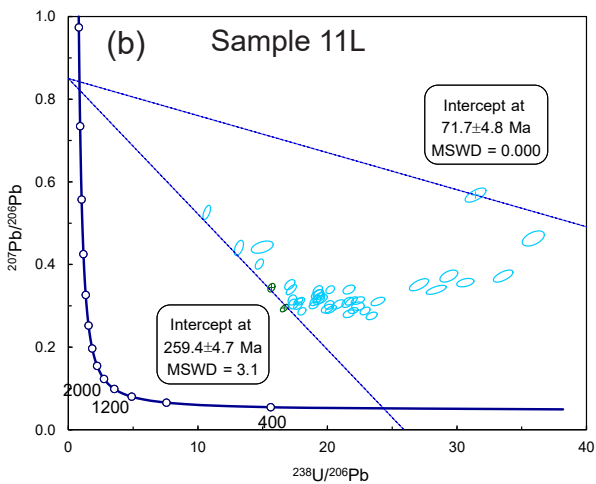 (b) Sample 11L
Intercept at
71.7±4.8 Ma
MSWD = 0.000
Intercept at
259.4±4.7 Ma
MSWD = 3.1
2000
1200
400
1.0
0.8
0.6
0.4
0.2
0.0
0 10 20 30 40
207Pb/206Pb
238U/206Pb